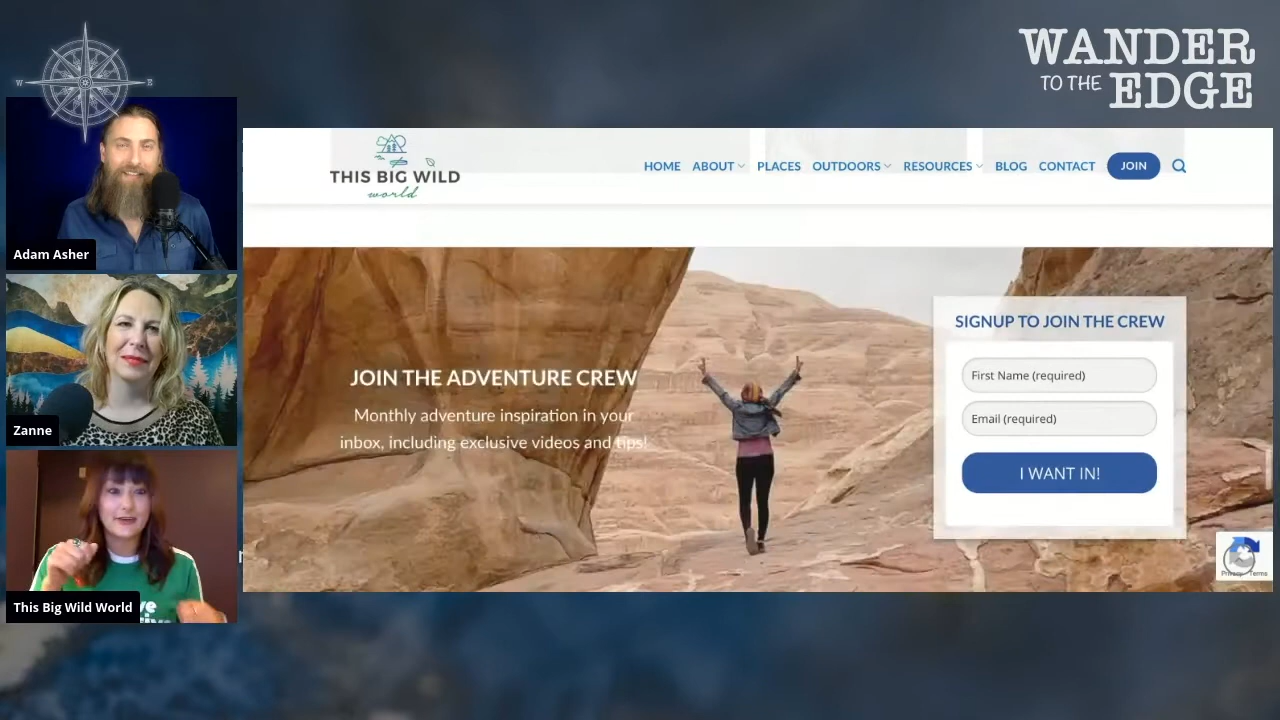 W
E
WANDER
TO THE EDGE
THIS BIG WILD
world
HOME ABOUT PLACES OUTDOORS RESOURCES BLOG CONTACT JOIN
Adam Asher
Zanne
This Big Wild World
JOIN THE ADVENTURE CREW
Monthly adventure inspiration in your
inbox, including exclusive videos and tips!
SIGNUP TO JOIN THE CREW
First Name (required)
Email (required)
I WANT IN!
Privacy - Terms